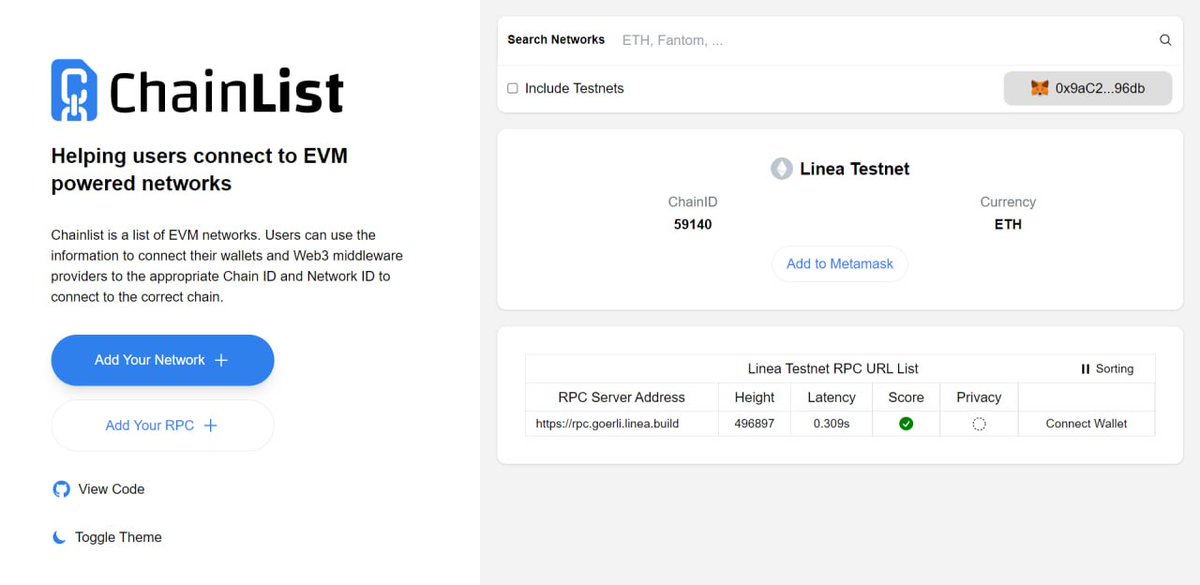 ChainList
Helping users connect to EVM
powered networks
Chainlist is a list of EVM networks. Users can use the
information to connect their wallets and Web3 middleware
providers to the appropriate Chain ID and Network ID to
connect to the correct chain.
Add Your Network
Add Your RPC
View Code
Toggle Theme
Search Networks ETH, Fantom, ...
Include Testnets 0x9aC2...96db
Linea Testnet
ChainID Currency
59140 ETH
Add to Metamask
Linea Testnet RPC URL List Sorting
RPC Server Address Height Latency Score Privacy
https://rpc.goerli.linea.build 496897 0.309s Connect Wallet